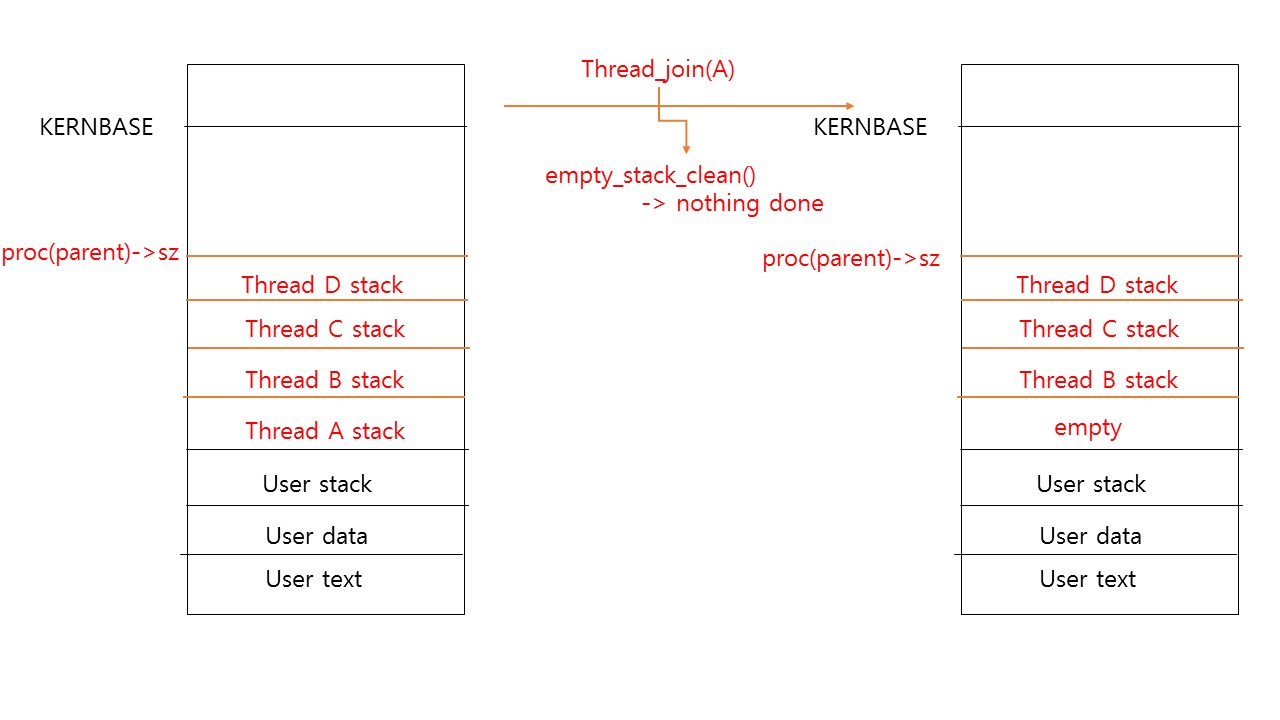 Thread_join(A)
KERNBASE
KERNBASE
empty_stack_clean()
-> nothing done
proc(parent)->sz
proc(parent)->sz
Thread D stack
Thread D stack
Thread C stack
Thread C stack
Thread B stack
Thread B stack
Thread A stack
empty
User stack
User stack
User data
User data
User text
User text